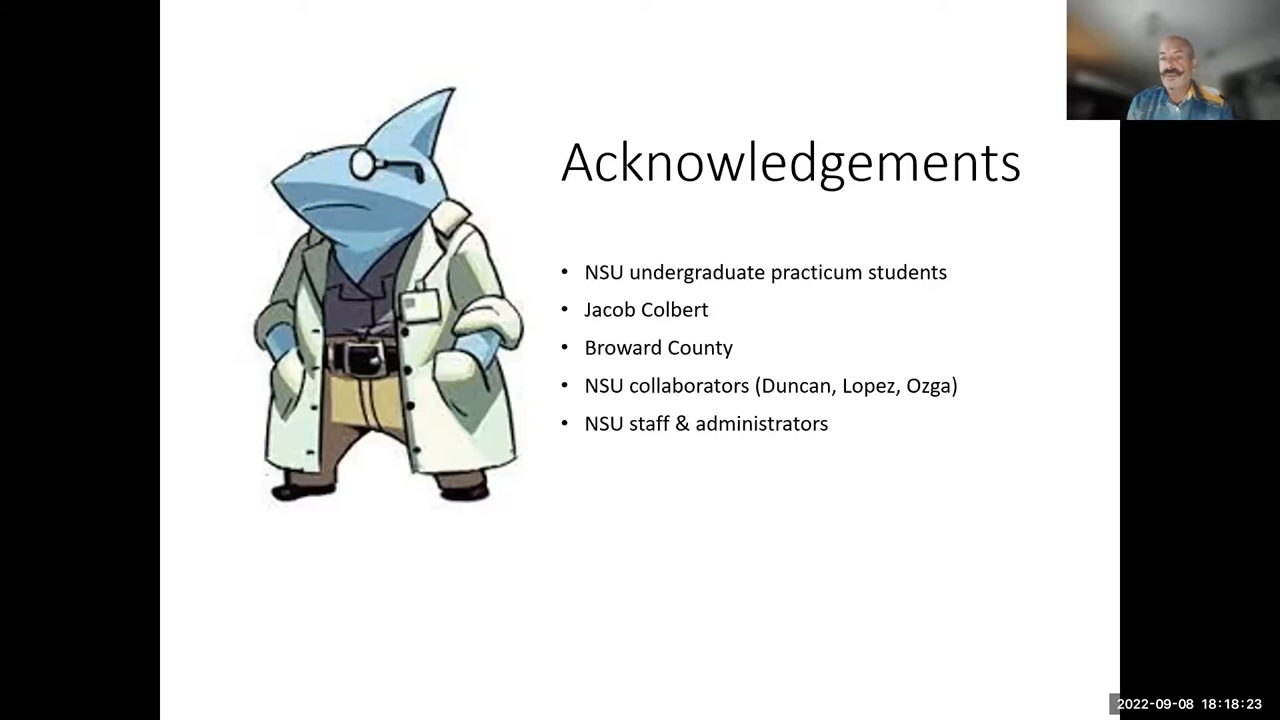 Acknowledgements
• NSU undergraduate practicum students
• Jacob Colbert
• Broward County
• NSU collaborators (Duncan, Lopez, Ozga)
• NSU staff & administrators
2022-09-08 18:18:23